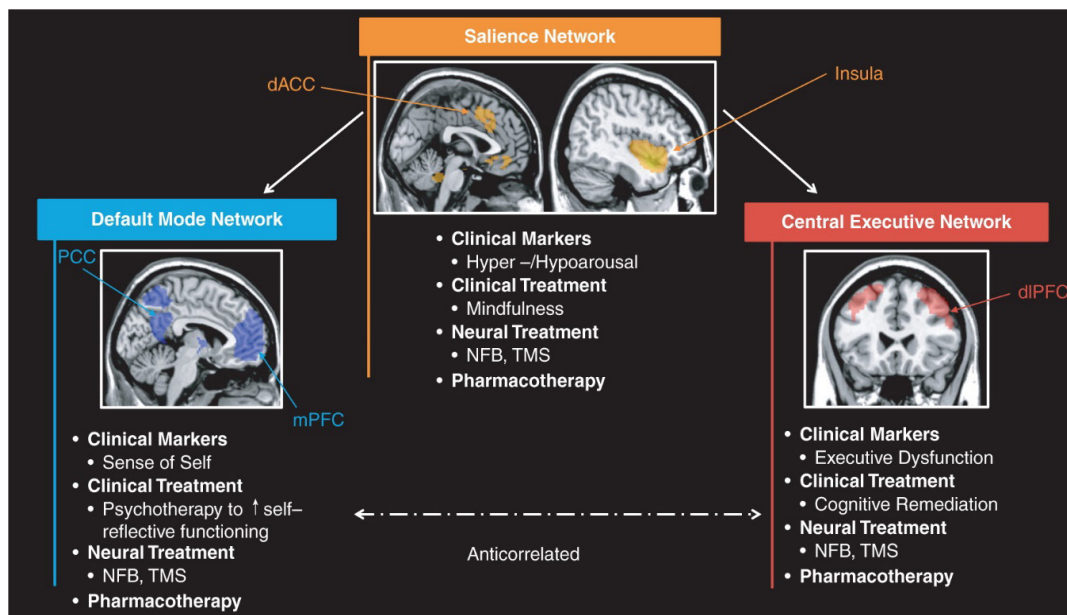 Salience Network
dACC
Insula
• Clinical Markers
• Hyper –/Hypoarousal
• Clinical Treatment
• Mindfulness
• Neural Treatment
• NFB, TMS
• Pharmacotherapy
Default Mode Network
PCC
mPFC
• Clinical Markers
• Sense of Self
• Clinical Treatment
• Psychotherapy to ↑ self–
reflective functioning
• Neural Treatment
• NFB, TMS
• Pharmacotherapy
Anticorrelated
Central Executive Network
dlPFC
• Clinical Markers
• Executive Dysfunction
• Clinical Treatment
• Cognitive Remediation
• Neural Treatment
• NFB, TMS
• Pharmacotherapy